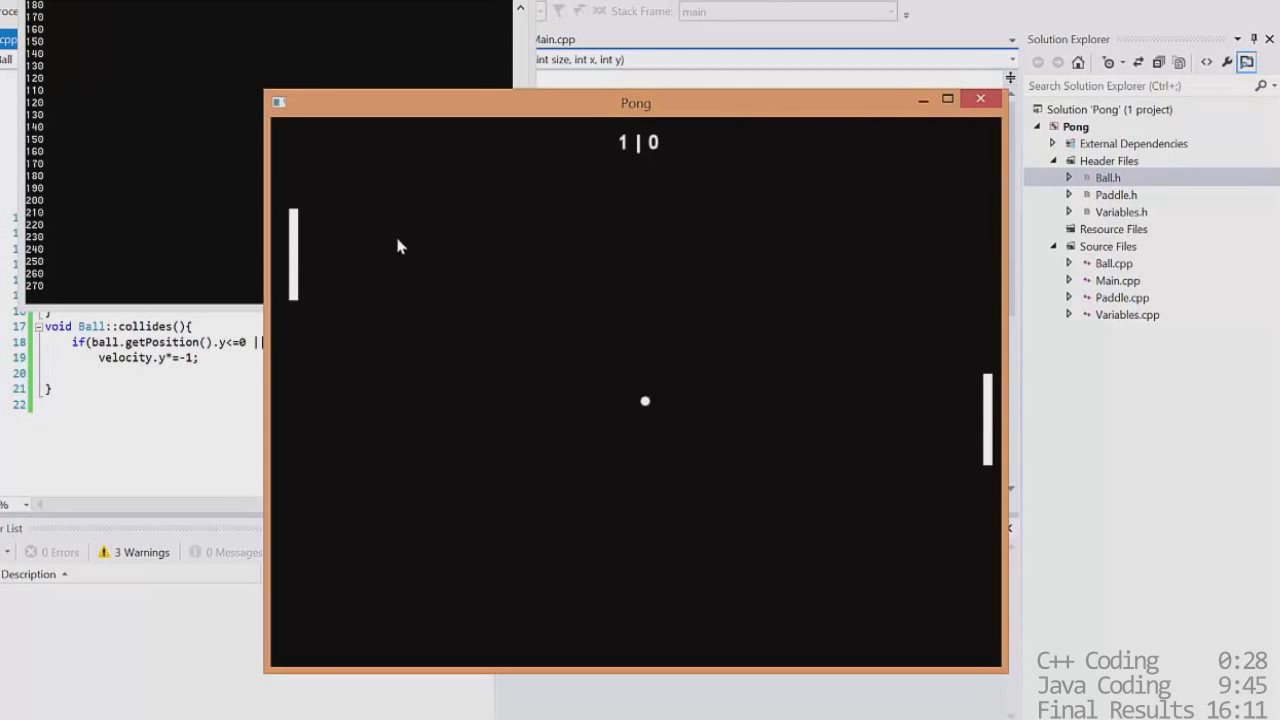 180
170
160
150
140
130
120
110
120
130
140
150
160
170
180
190
200
210
220
230
240
250
260
270
Stack Frame: main
Main.cpp
int size, int x, int y)
Pong
1 | 0
17 void Ball::collides(){
18 if(ball.getPosition().y<=0 ||
19 velocity.y*=-1;
20
21 }
22
%
0 Errors 3 Warnings 0 Messages
Description
Solution Explorer
Search Solution Explorer (Ctrl+;)
Solution 'Pong' (1 project)
Pong
External Dependencies
Header Files
Ball.h
Paddle.h
Variables.h
Resource Files
Source Files
Ball.cpp
Main.cpp
Paddle.cpp
Variables.cpp
C++ Coding 0:28
Java Coding 9:45
Final Results 16:11